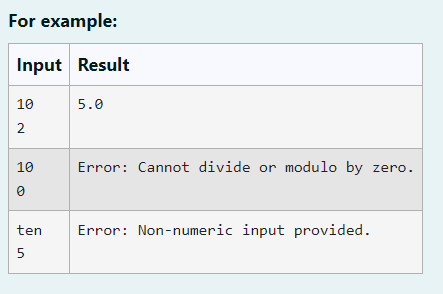 For example:
Input Result
10 5.0
2
10 Error: Cannot divide or modulo by zero.
0
ten Error: Non-numeric input provided.
5